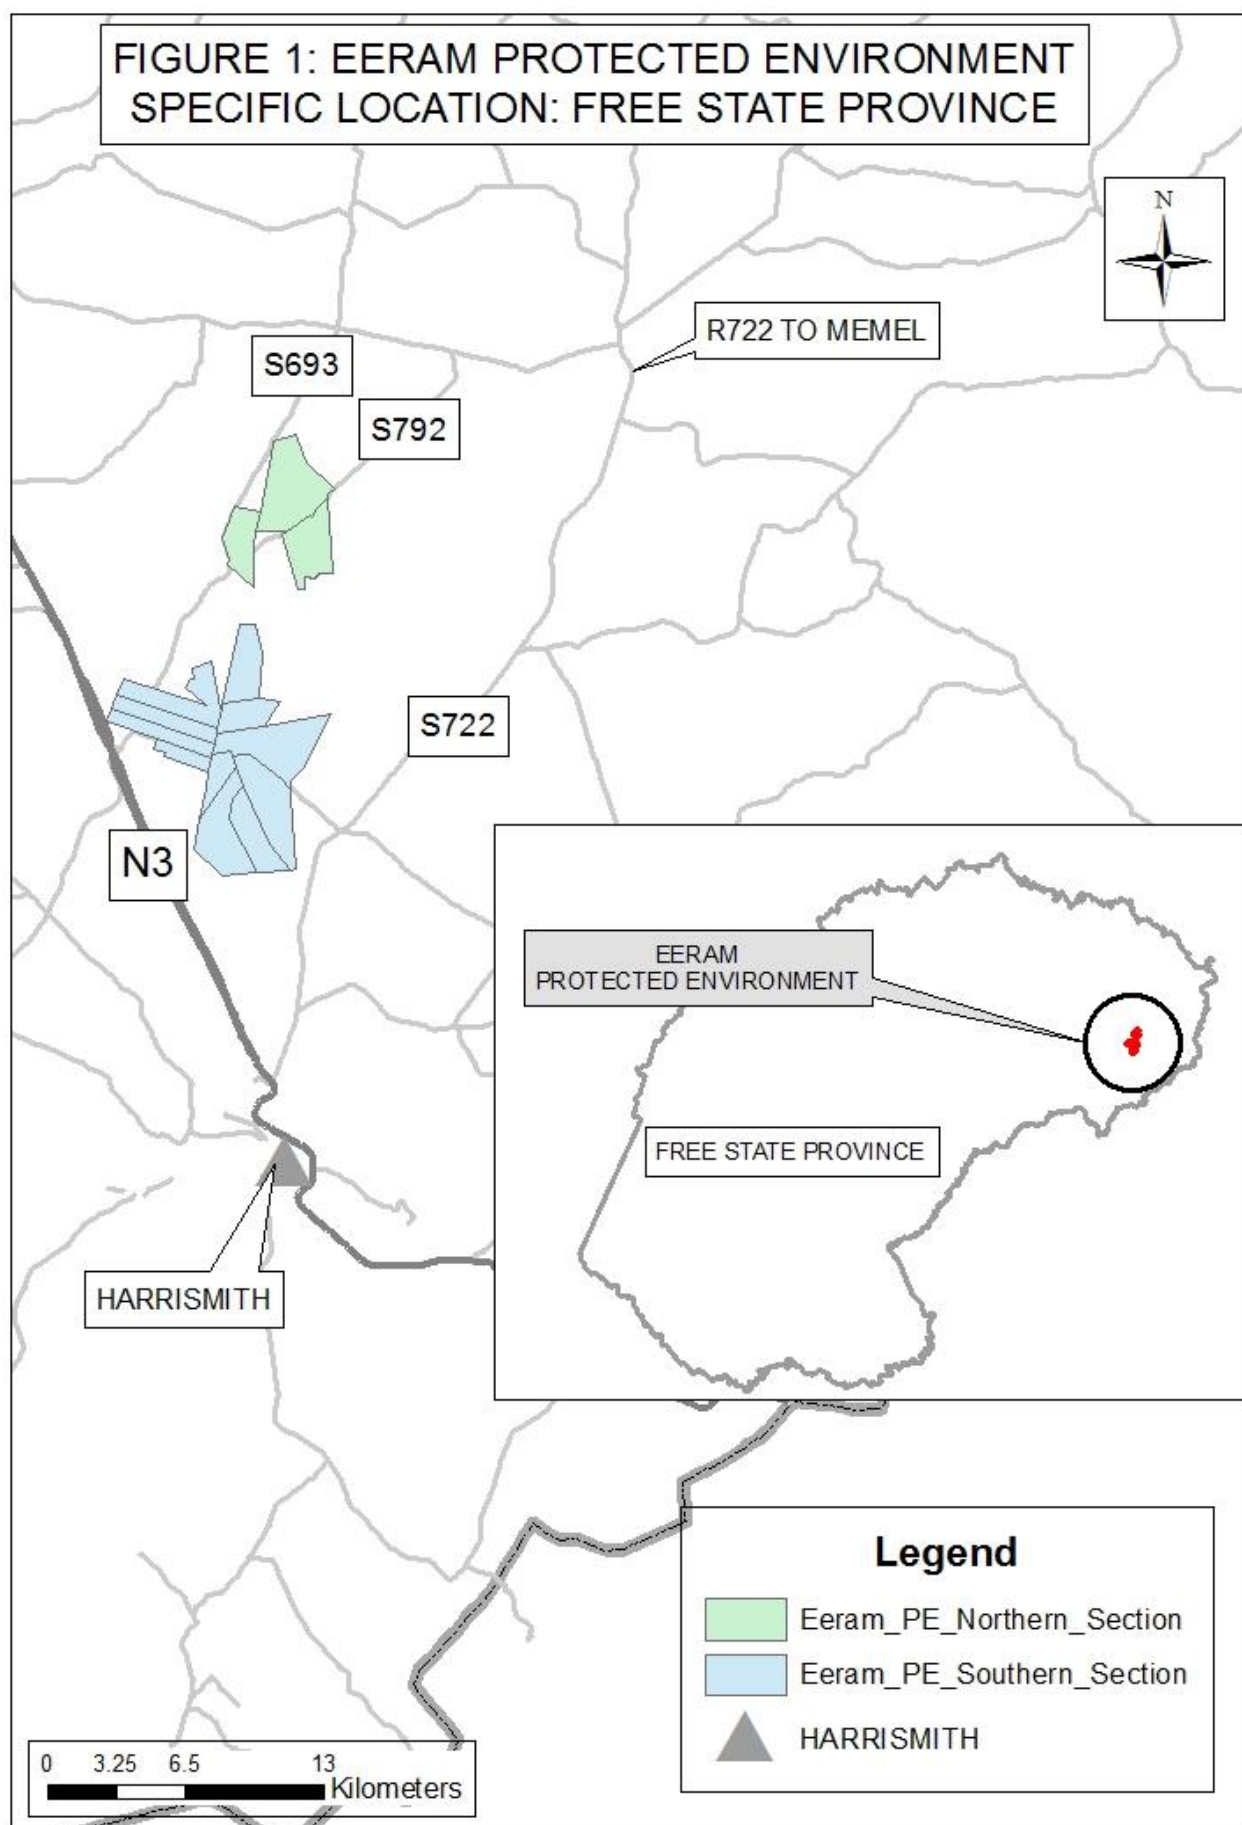 FIGURE 1: EERAM PROTECTED ENVIRONMENT
SPECIFIC LOCATION: FREE STATE PROVINCE
N
R722 TO MEMEL
S693
S792
S722
N3
EERAM
PROTECTED ENVIRONMENT
FREE STATE PROVINCE
HARRISMITH
Legend
Eeram_PE_Northern_Section
Eeram_PE_Southern_Section
HARRISMITH
0 3.25 6.5 13
Kilometers